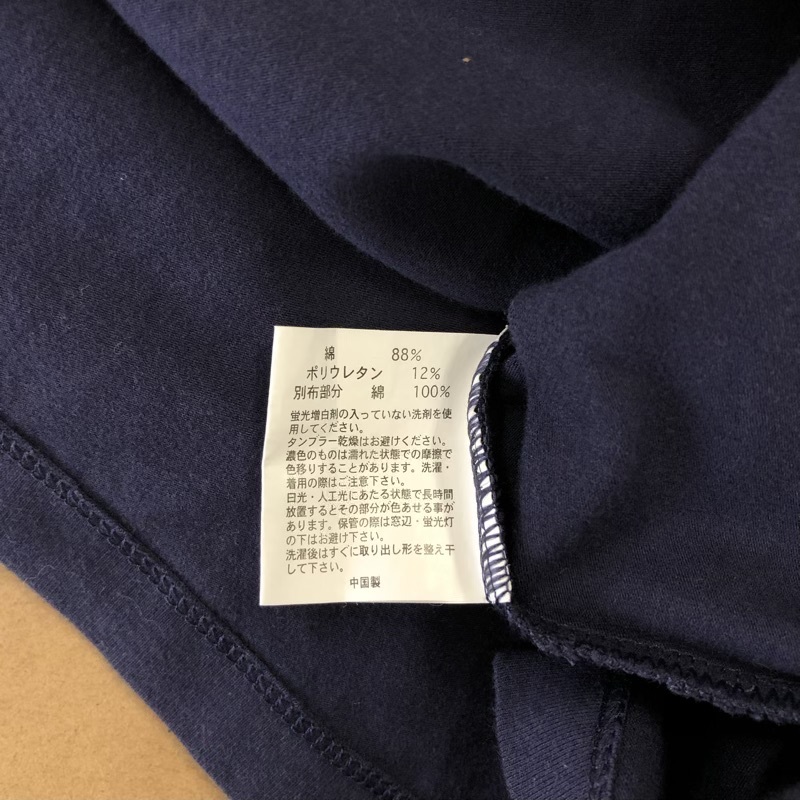 綿 88%
ポリウレタン 12%
別布部分 綿 100%
蛍光増白剤の入っていない洗剤を使
用してください。
タンブラー乾燥はお避けください。
濃色のものは濡れた状態での摩擦で
色移りすることがあります。洗濯・
着用の際はご注意下さい。
日光・人工光にあたる状態で長時間
放置するとその部分が色あせる事が
あります。保管の際は窓辺・蛍光灯
の下はお避け下さい。
洗濯後はすぐに取り出し形を整え干
して下さい。
中国製